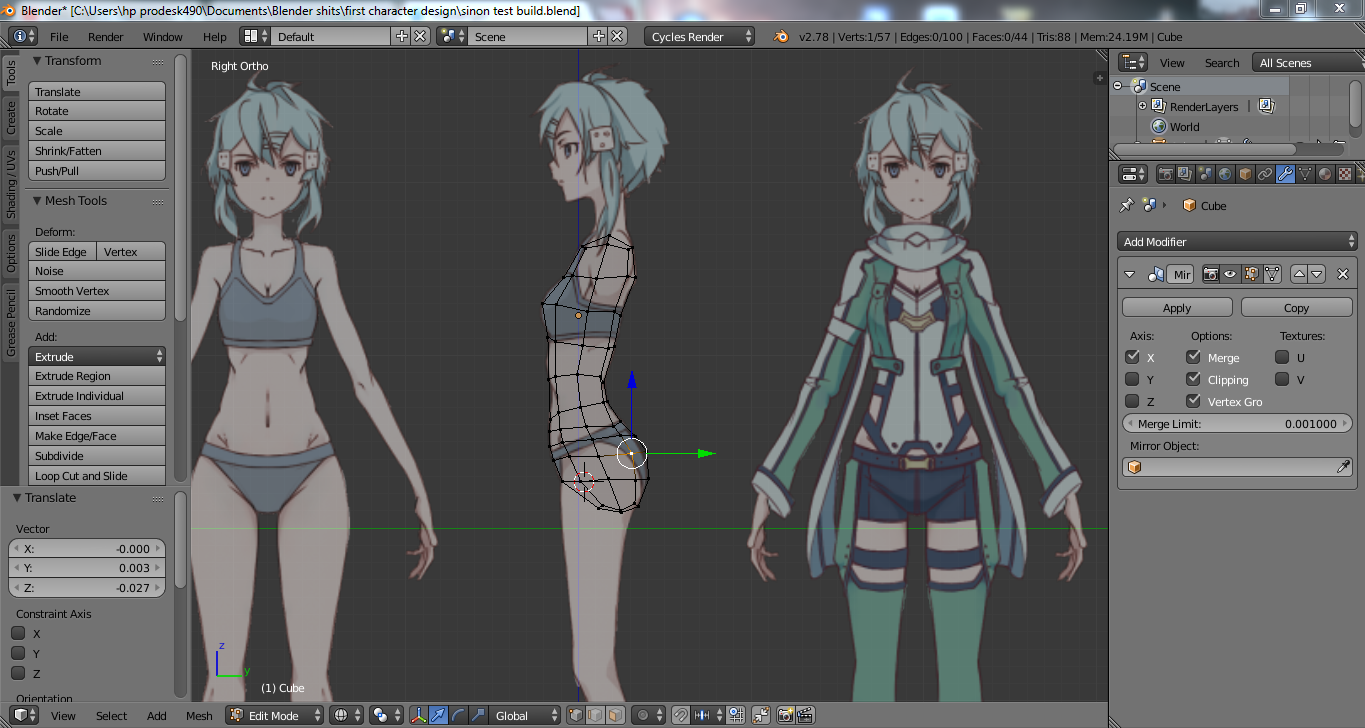 Blender* [C:\Users\hp prodesk490\Documents\Blender shits\first character design\sinon test build.blend]
File Render Window Help Default Scene Cycles Render v2.78 | Verts:1/57 | Edges:0/100 | Faces:0/44 | Tris:88 | Mem:24.19M | Cube
Tools
Create
Shading / UVs
Options
Grease Pencil
Transform
Translate
Rotate
Scale
Shrink/Fatten
Push/Pull
Mesh Tools
Deform:
Slide Edge Vertex
Noise
Smooth Vertex
Randomize
Add:
Extrude
Extrude Region
Extrude Individual
Inset Faces
Make Edge/Face
Subdivide
Loop Cut and Slide
Translate
Vector
X: -0.000
Y: 0.003
Z: -0.027
Constraint Axis
X
Y
Z
Orientation
Right Ortho
z
y
(1) Cube
View Select Add Mesh Edit Mode Global
View Search All Scenes
Scene
RenderLayers |
World
Cube
Add Modifier
Mir
Apply Copy
Axis: Options: Textures:
X Merge U
Y Clipping V
Z Vertex Gro
Merge Limit: 0.001000
Mirror Object: